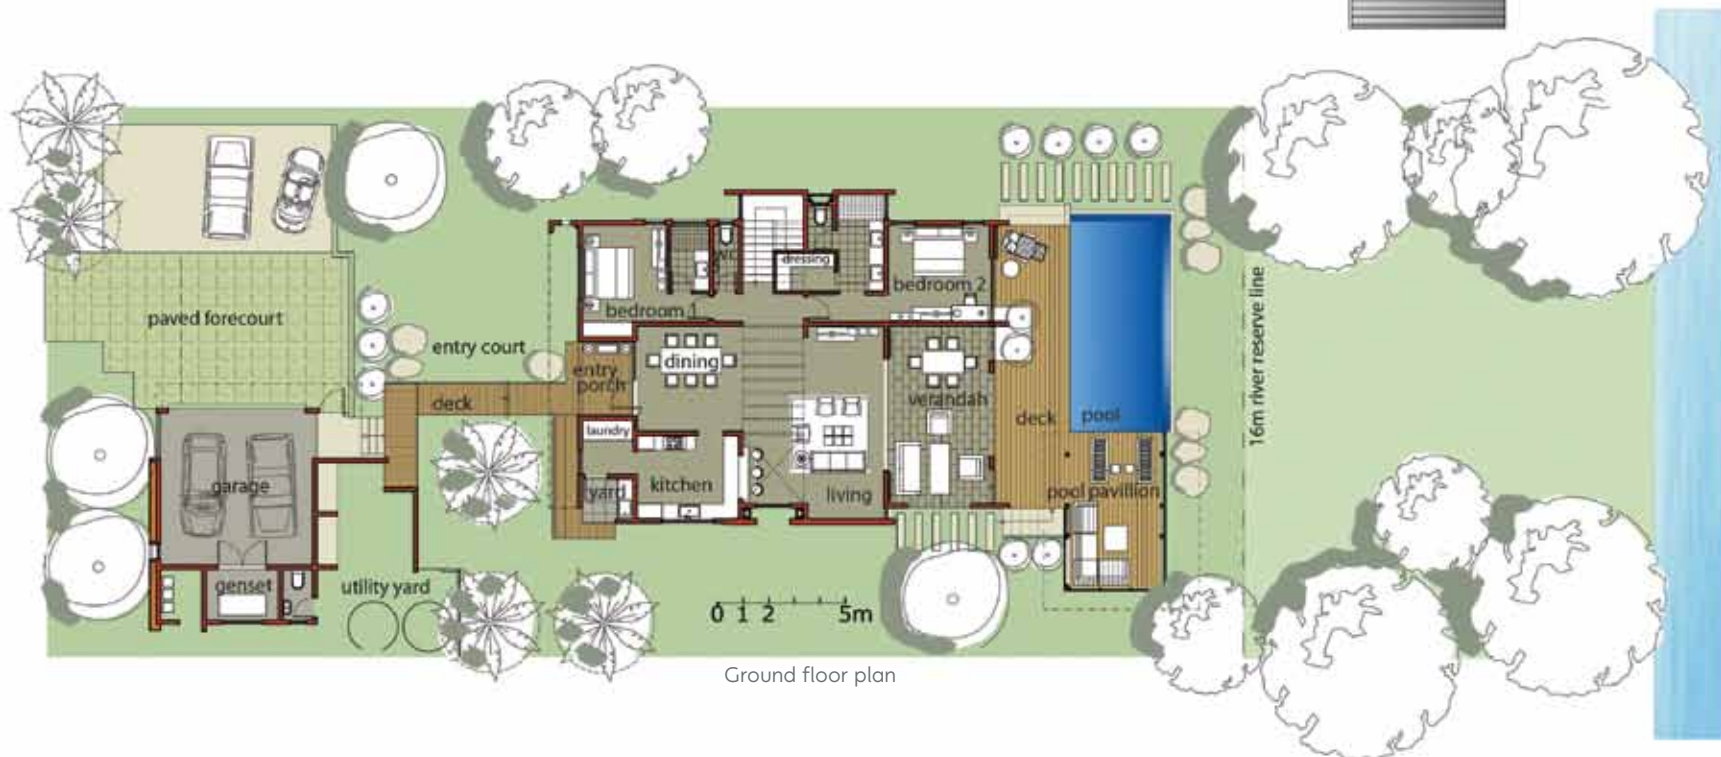 paved forecourt
entry court
deck
garage
genset
utility yard
bedroom 1
wc
dressing
bedroom 2
dining
entry
porch
laundry
yard
kitchen
living
verandah
deck
pool
pool pavillion
16m river reserve line
0 1 2 5m
Ground floor plan